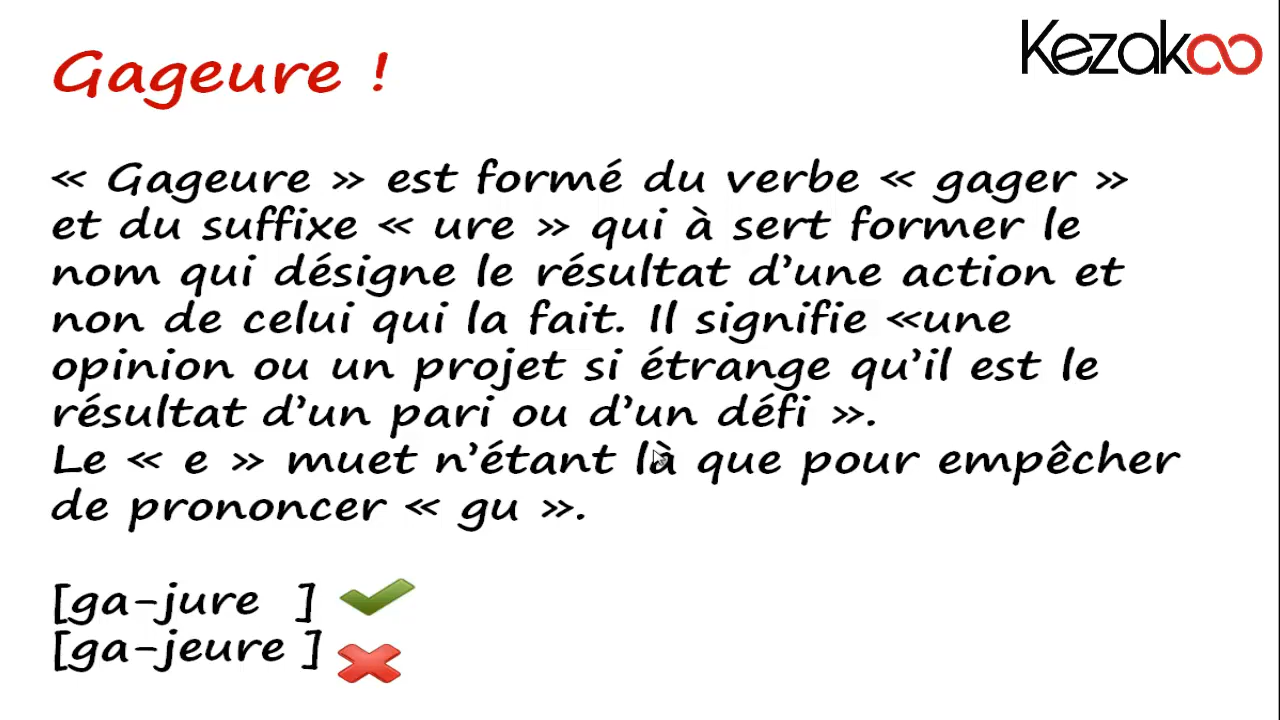 Gageure !
Kezakoo
« Gageure » est formé du verbe « gager »
et du suffixe « ure » qui à sert former le
nom qui désigne le résultat d’une action et
non de celui qui la fait. Il signifie «une
opinion ou un projet si étrange qu’il est le
résultat d’un pari ou d’un défi ».
Le « e » muet n’étant là que pour empêcher
de prononcer « gu ».
[ga-jure ]
[ga-jeure ]